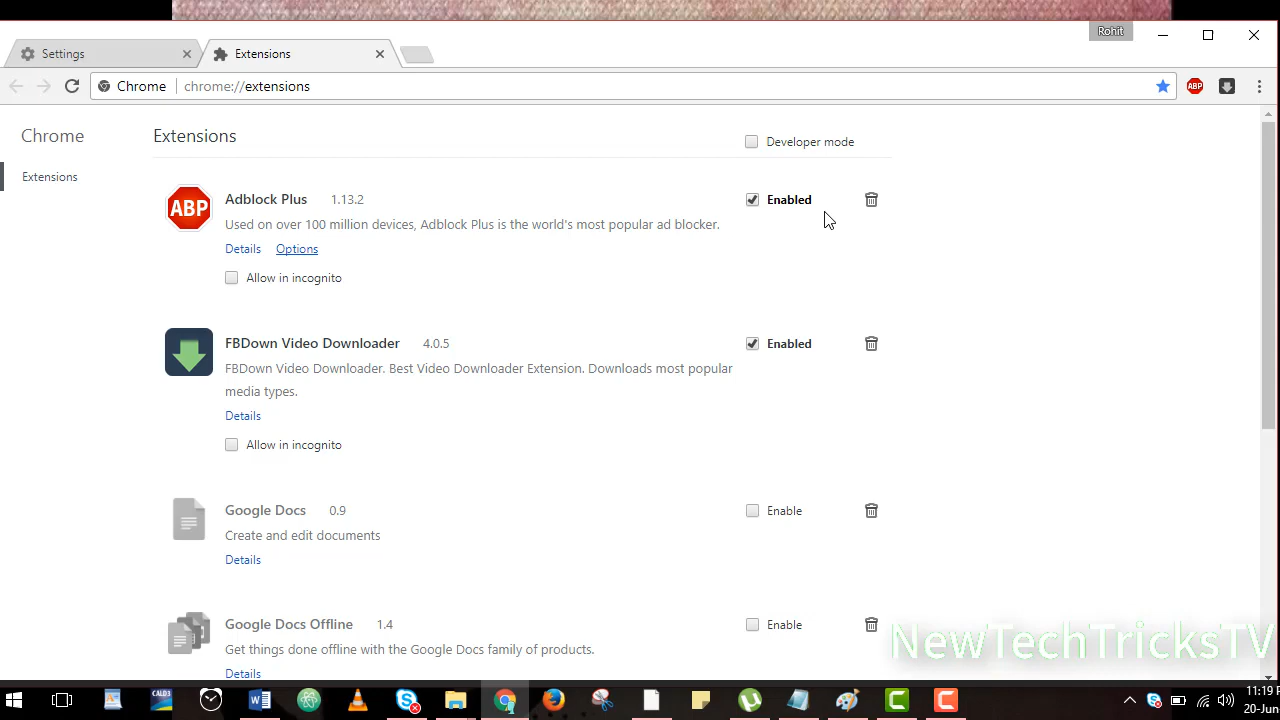 Rohit
Settings
Extensions
Chrome
chrome://extensions
ABP
Chrome
Extensions
Developer mode
Extensions
ABP
Adblock Plus 1.13.2
Enabled
Used on over 100 million devices, Adblock Plus is the world's most popular ad blocker.
Details Options
Allow in incognito
FBDown Video Downloader 4.0.5
Enabled
FBDown Video Downloader. Best Video Downloader Extension. Downloads most popular
media types.
Details
Allow in incognito
Google Docs 0.9
Enable
Create and edit documents
Details
Google Docs Offline 1.4
Enable
Get things done offline with the Google Docs family of products.
Details
NewTechTricksTV
CALD3
11:19
20-Jun